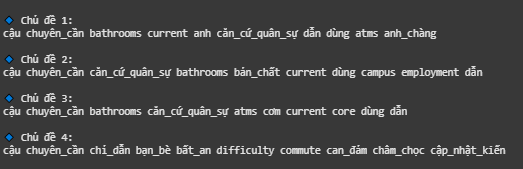 Chủ đề 1:
cậu chuyên_cần bathrooms current anh căn_cứ_quân_sự dẫn dùng atms anh_chàng
Chủ đề 2:
cậu chuyên_cần căn_cứ_quân_sự bathrooms bản_chất current dùng campus employment dẫn
Chủ đề 3:
cậu chuyên_cần bathrooms căn_cứ_quân_sự atms cơm current core dùng dẫn
Chủ đề 4:
cậu chuyên_cần chỉ_dẫn bạn_bè bất_an difficulty commute can_đảm châm_chọc cập_nhật_kiến